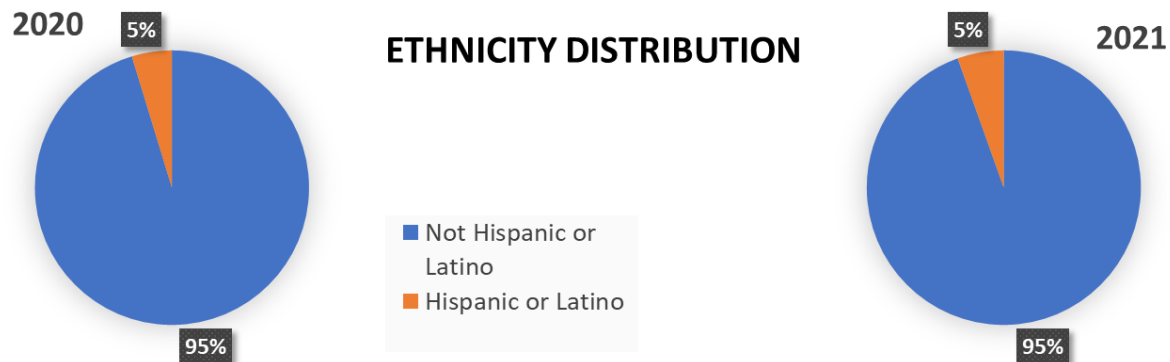 2020
5%
ETHNICITY DISTRIBUTION
5%
2021
Not Hispanic or
Latino
Hispanic or Latino
95%
95%